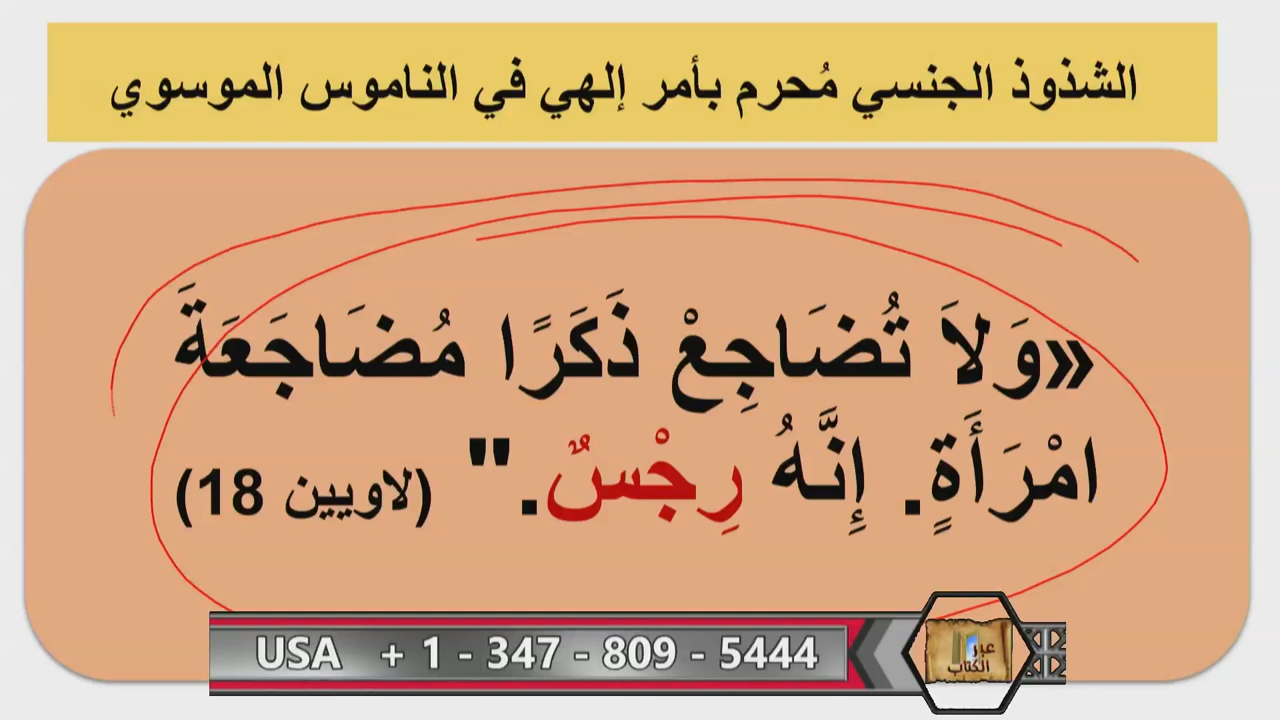 الشذوذ الجنسي مُحرم بأمر إلهي في الناموس الموسوي
«وَلاَ تُضَاجِعْ ذَكَرًا مُضَاجَعَةَ
امْرَأَةٍ. إِنَّهُ رِجْسٌ." (لاويين 18)
USA + 1 - 347 - 809 - 5444
عبر
الكتاب